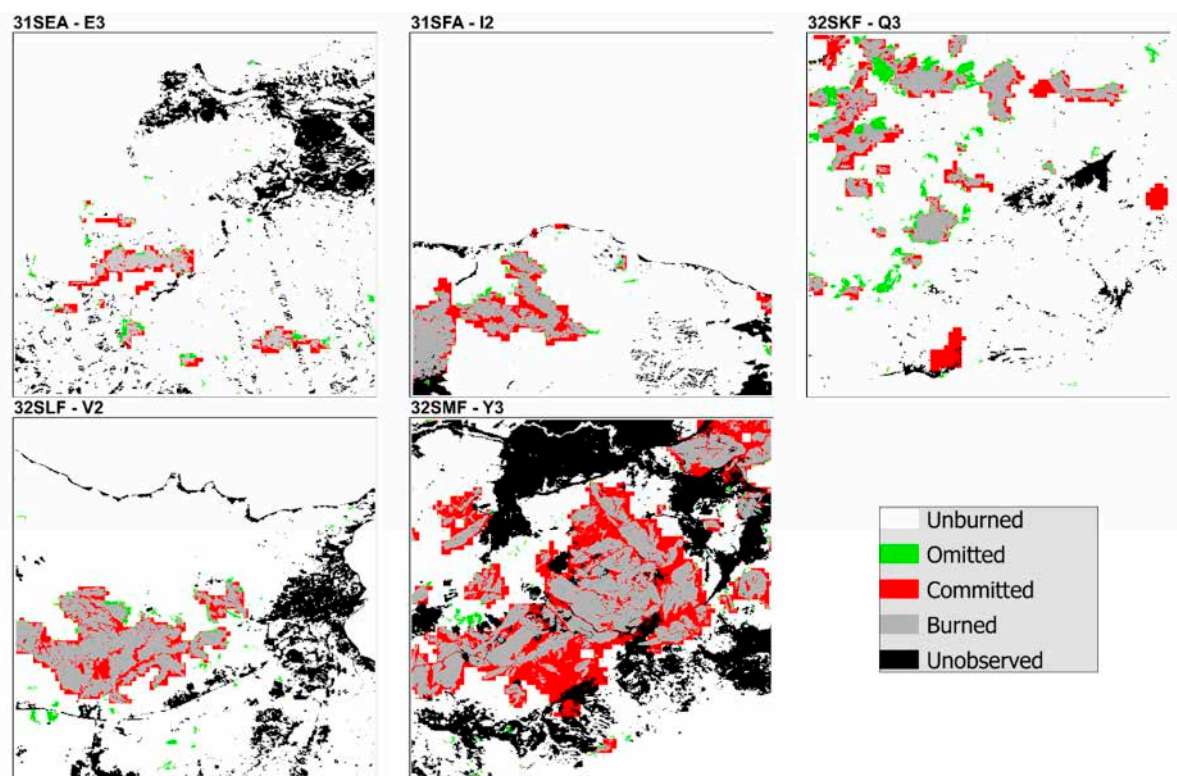 31SEA - E3
31SFA - I2
32SKF - Q3
32SLF - V2
32SMF - Y3
Unburned
Omitted
Committed
Burned
Unobserved